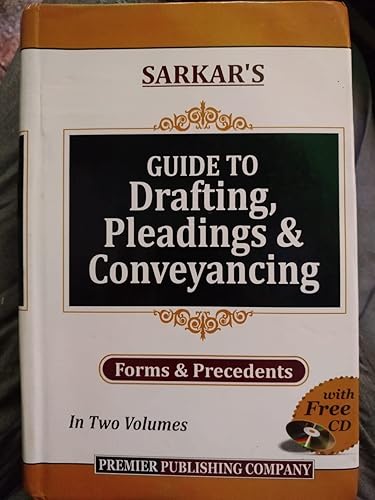 SARKAR'S
GUIDE TO
Drafting,
Pleadings &
Conveyancing
Forms & Precedents
with
Free
CD
In Two Volumes
PREMIER PUBLISHING COMPANY